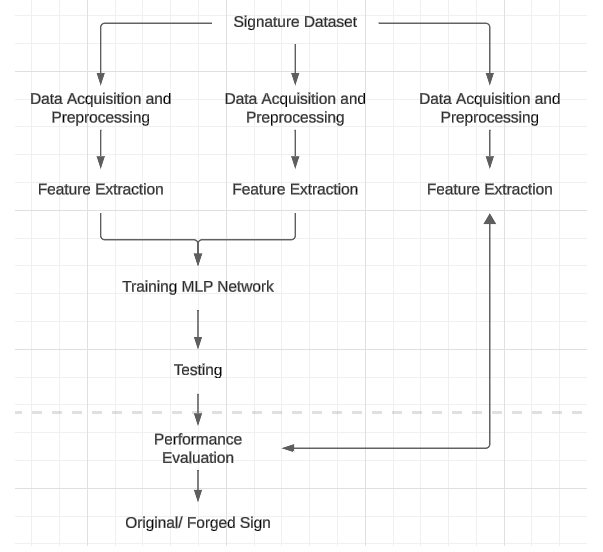 Signature Dataset
Data Acquisition and
Preprocessing
Data Acquisition and
Preprocessing
Data Acquisition and
Preprocessing
Feature Extraction
Feature Extraction
Feature Extraction
Training MLP Network
Testing
Performance
Evaluation
Original/ Forged Sign